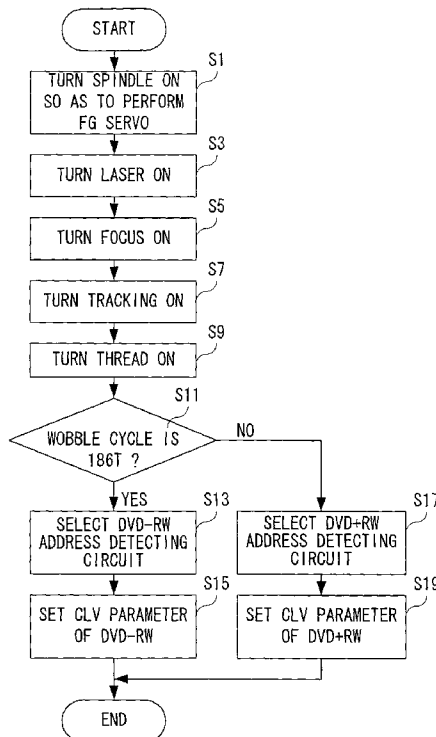 START
S1
TURN SPINDLE ON
SO AS TO PERFORM
FG SERVO
S3
TURN LASER ON
S5
TURN FOCUS ON
S7
TURN TRACKING ON
S9
TURN THREAD ON
S11
WOBBLE CYCLE IS
186T ?
NO
YES
S13
SELECT DVD-RW
ADDRESS DETECTING
CIRCUIT
S17
SELECT DVD+RW
ADDRESS DETECTING
CIRCUIT
S15
SET CLV PARAMETER
OF DVD-RW
S19
SET CLV PARAMETER
OF DVD+RW
END